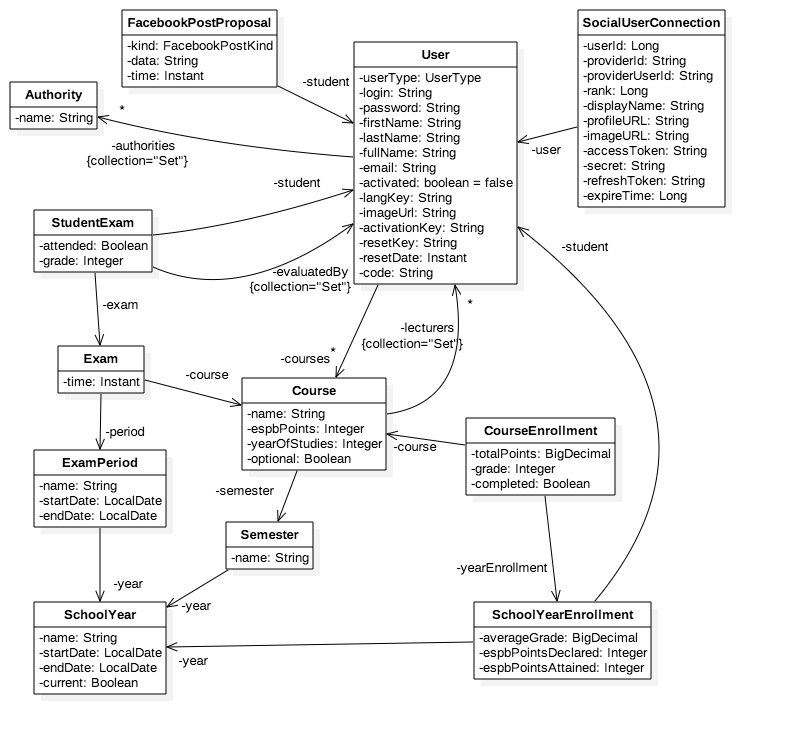 FacebookPostProposal
-kind: FacebookPostKind
-data: String
-time: Instant
SocialUserConnection
-userId: Long
-providerId: String
-providerUserId: String
-rank: Long
-displayName: String
-profileURL: String
-imageURL: String
-accessToken: String
-secret: String
-refreshToken: String
-expireTime: Long
User
-userType: UserType
-login: String
-password: String
-firstName: String
-lastName: String
-fullName: String
-email: String
-activated: boolean = false
-langKey: String
-imageUrl: String
-activationKey: String
-resetKey: String
-resetDate: Instant
-code: String
-student
Authority
-name: String
*
-authorities
{collection="Set"}
-user
-student
StudentExam
-attended: Boolean
-grade: Integer
-evaluatedBy
{collection="Set"}
-student
-exam
*
-lecturers
{collection="Set"}
*
-courses
Exam
-time: Instant
-course
Course
-name: String
-espbPoints: Integer
-yearOfStudies: Integer
-optional: Boolean
CourseEnrollment
-totalPoints: BigDecimal
-grade: Integer
-completed: Boolean
-course
-period
ExamPeriod
-name: String
-startDate: LocalDate
-endDate: LocalDate
-semester
Semester
-name: String
-yearEnrollment
-year
-year
SchoolYear
-name: String
-startDate: LocalDate
-endDate: LocalDate
-current: Boolean
SchoolYearEnrollment
-averageGrade: BigDecimal
-espbPointsDeclared: Integer
-espbPointsAttained: Integer
-year